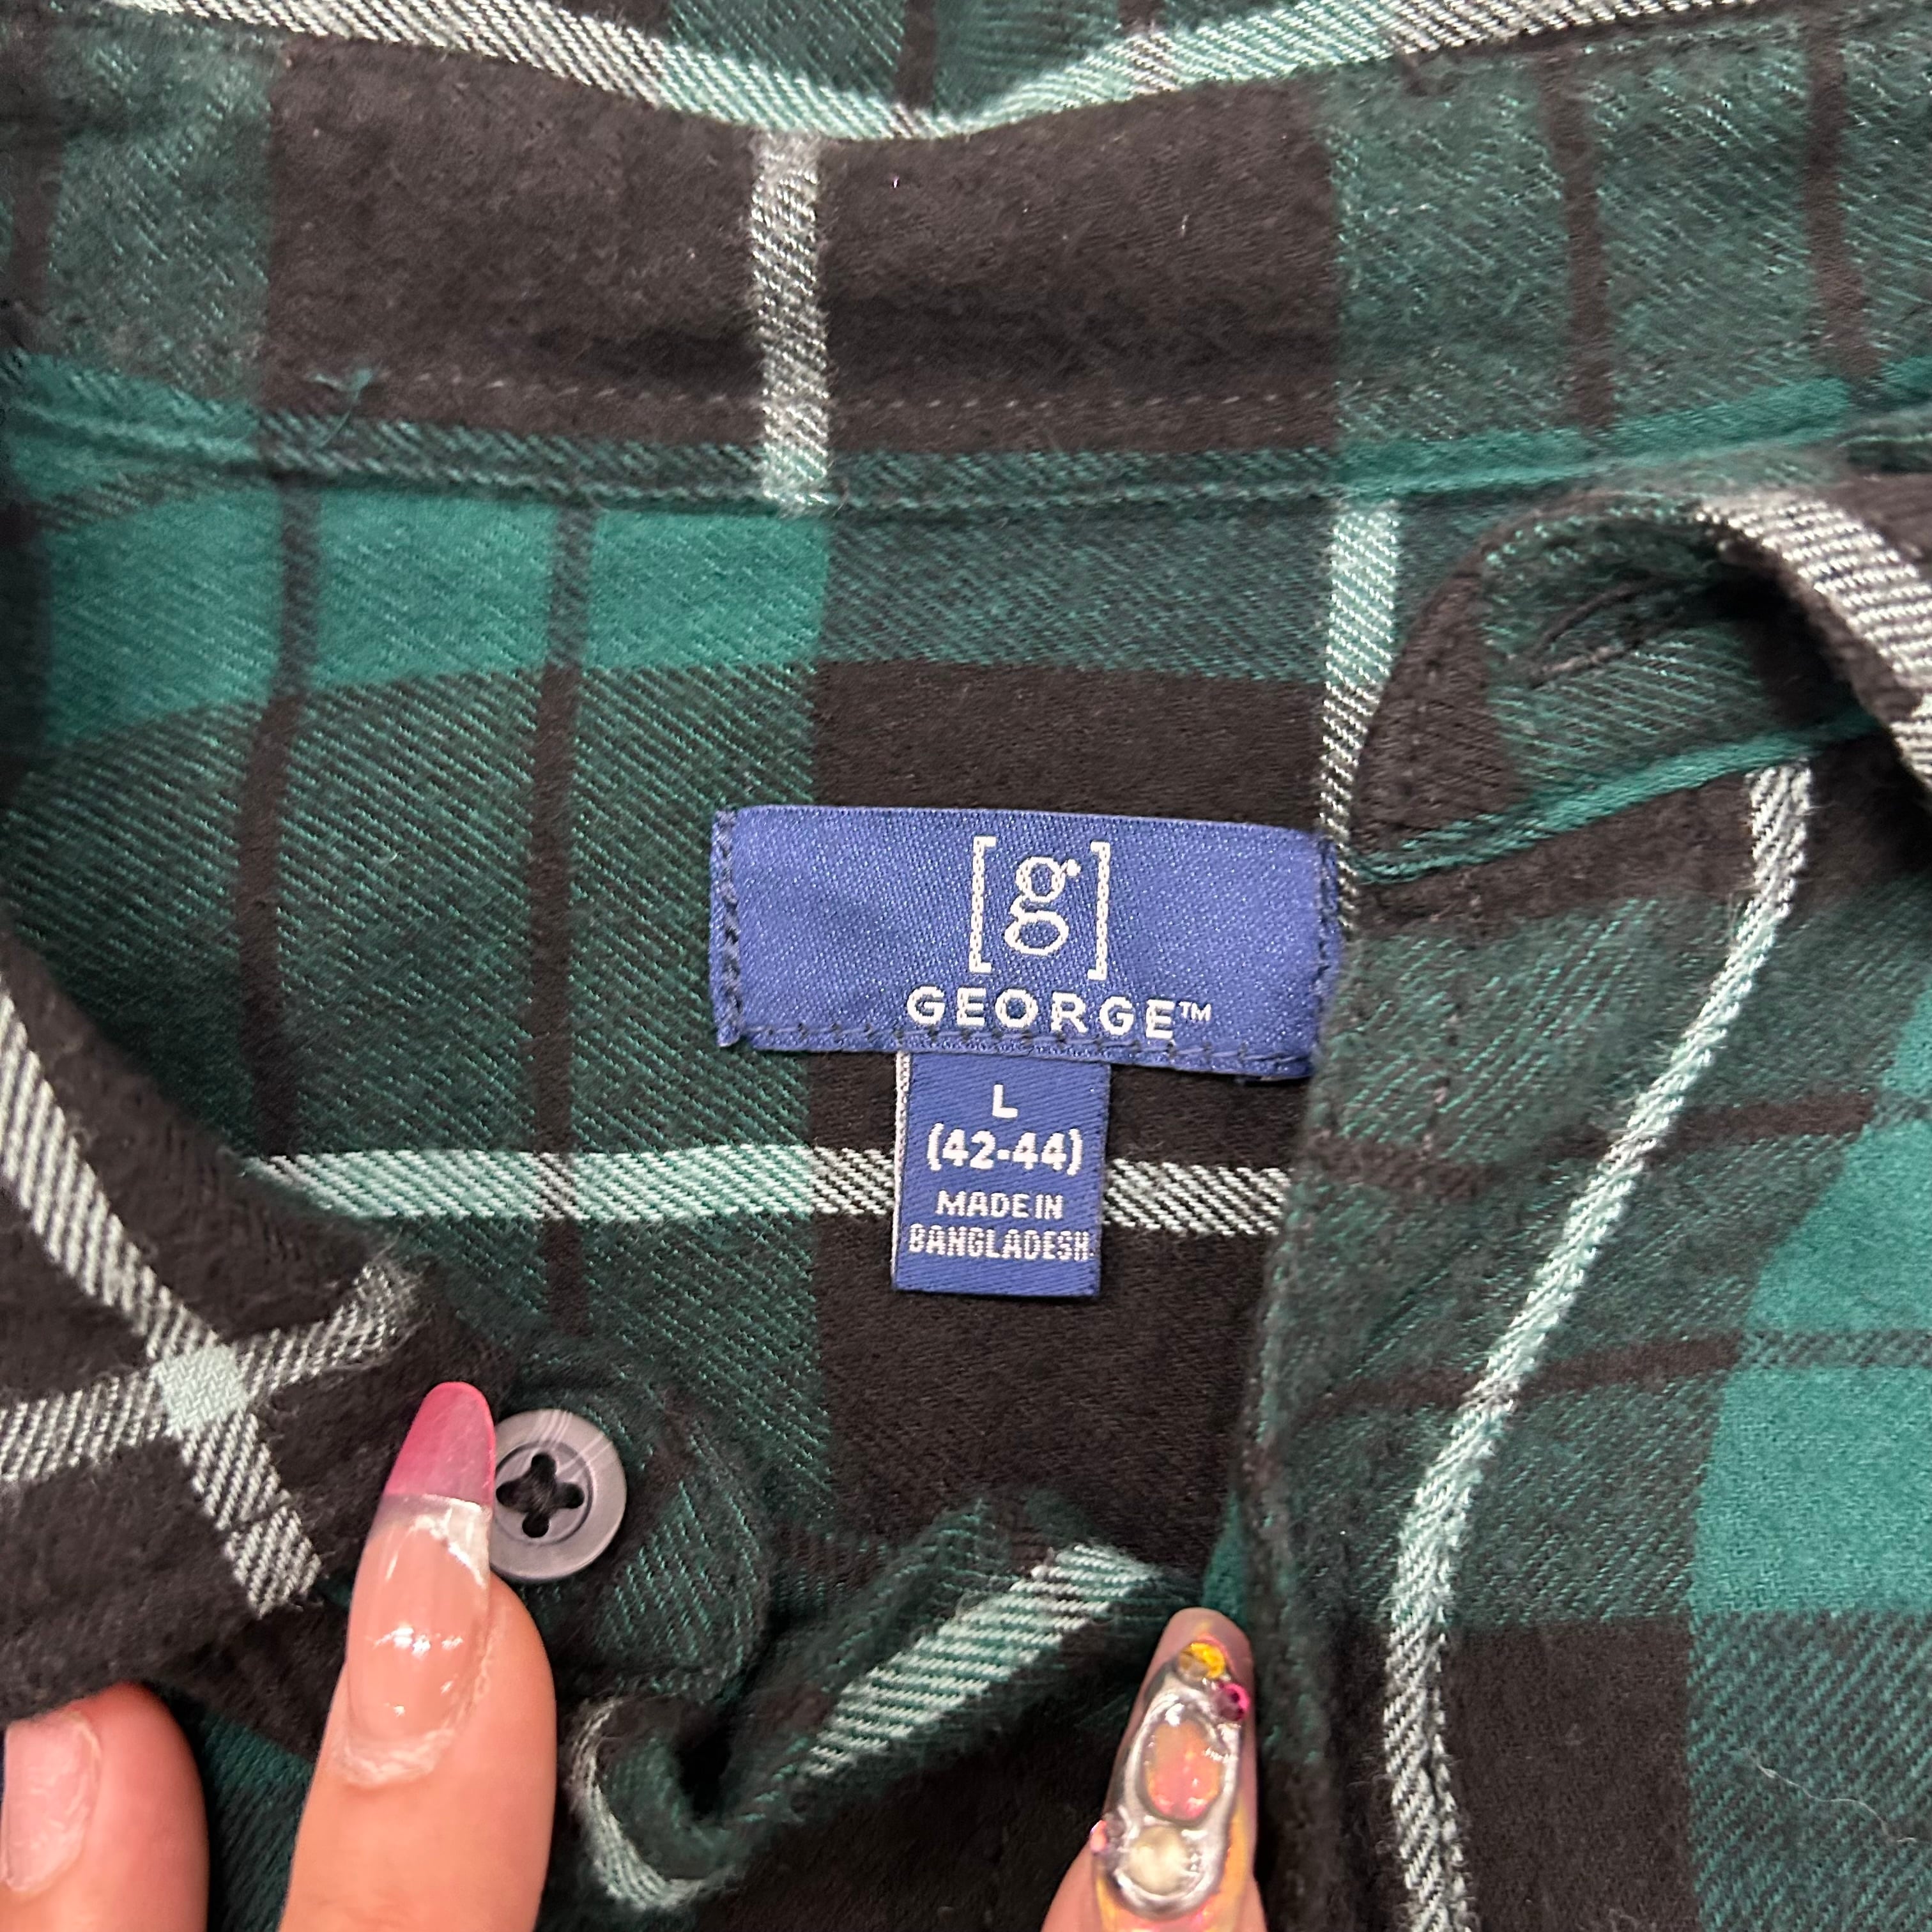 [g]
GEORGE™
L
(42-44)
MADE IN
BANGLADESH